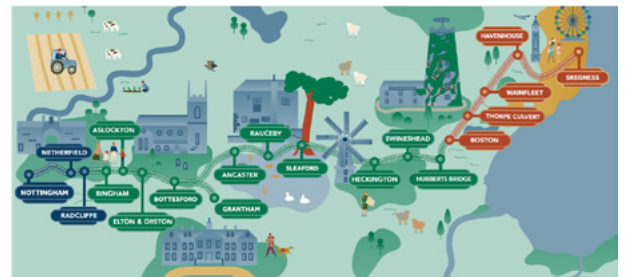 HAVENHOUSE
SKEGNESS
WAINFLEET
THORPE CULVERT
BOSTON
ASLOCKTON
RAUCEBY
SWINESHEAD
NETHERFIELD
NOTTINGHAM
RADCLIFFE
BINGHAM
ELTON & ORSTON
BOTTESFORD
ANCASTER
GRANTHAM
SLEAFORD
HECKINGTON
HUBBERTS BRIDGE